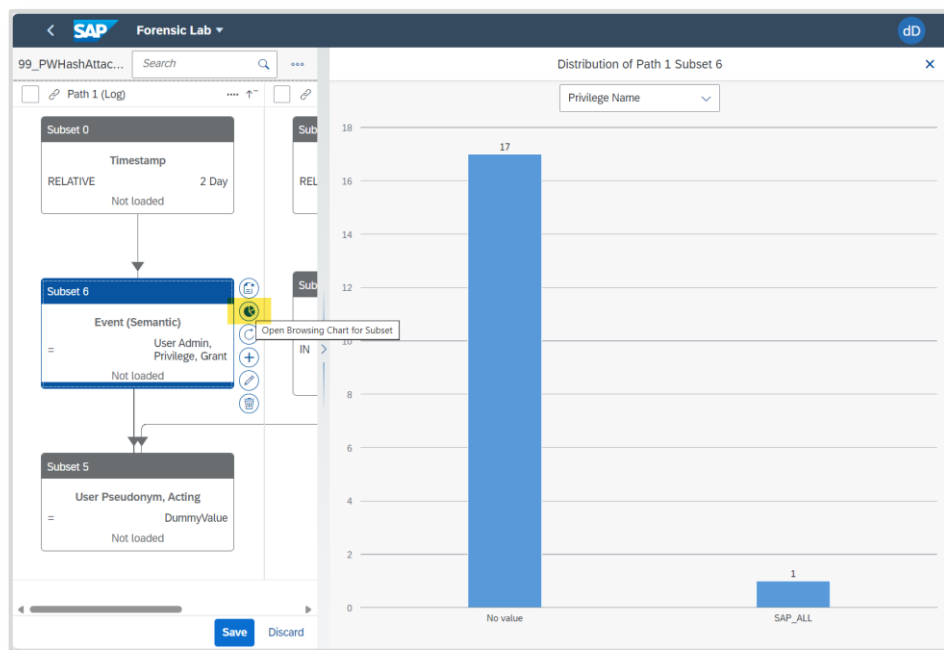 SAP Forensic Lab
dD
99_PWHashAttac...
Search
Path 1 (Log)
Subset 0
Timestamp
RELATIVE 2 Day
Not loaded
Sub
REL
Subset 6
Event (Semantic)
= User Admin,
Privilege, Grant
Not loaded
Open Browsing Chart for Subset
Sub
IN
Subset 5
User Pseudonym, Acting
= DummyValue
Not loaded
Save Discard
Distribution of Path 1 Subset 6
Privilege Name
18
17
16
14
12
10
8
6
4
2
1
0
No value SAP_ALL